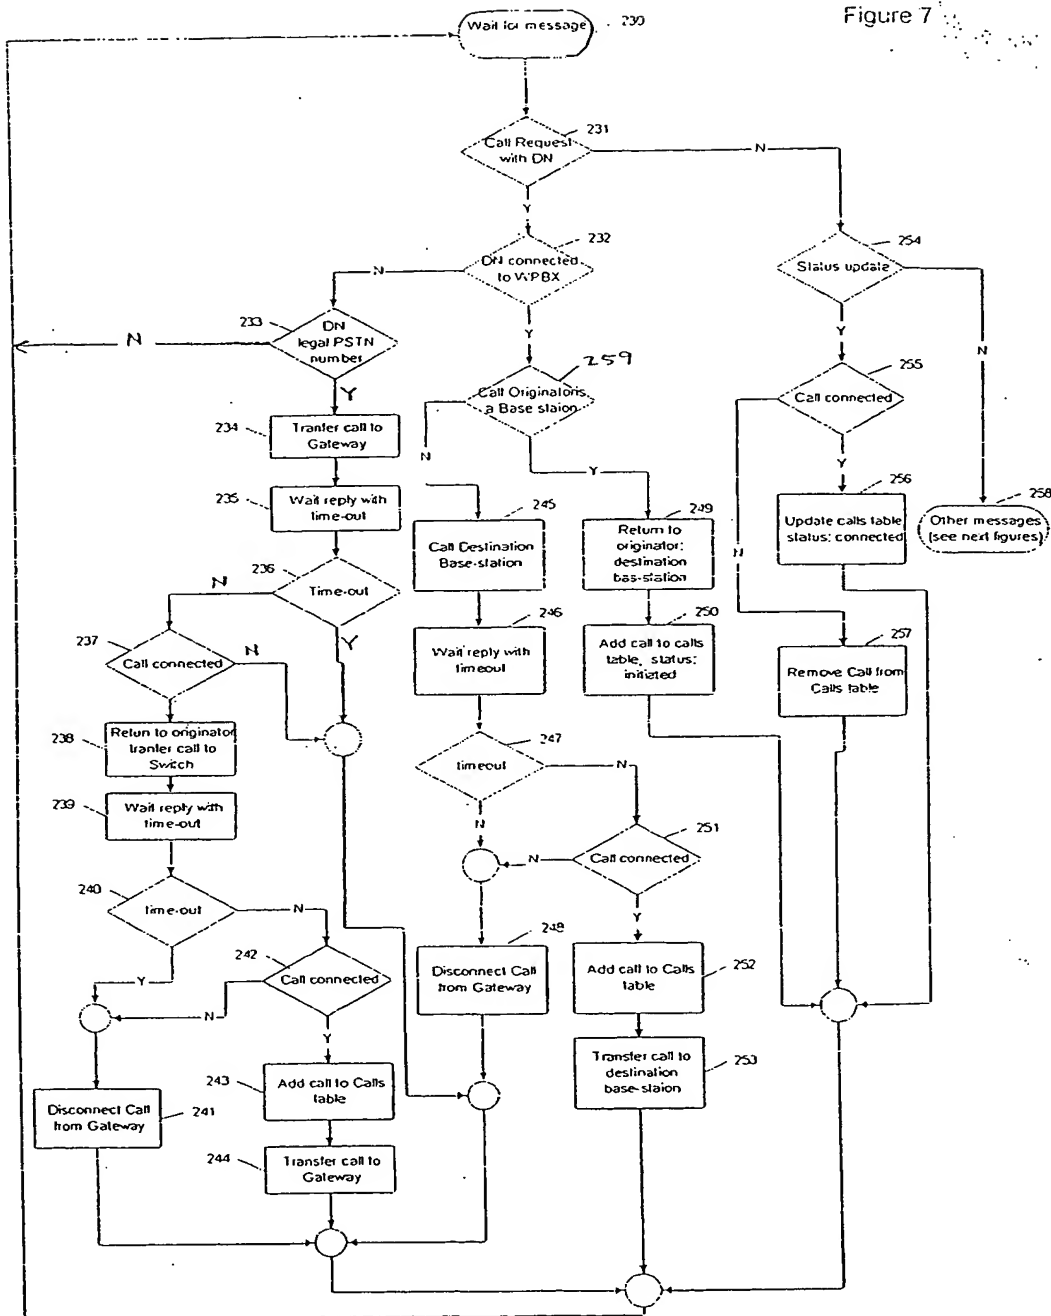 Figure 7
Wait for message
230
Call Request
with DN
231
N
Y
DN connected
to WPBX
232
N
Y
Status update
254
Y
N
DN
legal PSTN
number
233
N
Y
Call Originator is
a Base staion
259
N
Y
Call connected
255
N
Y
Tranfer call to
Gateway
234
Wait reply with
time-out
235
Time-out
236
N
Y
Call connected
237
N
Return to originator
tranfer call to
Switch
238
Wait reply with
time-out
239
time-out
240
N
Y
Call connected
242
N
Y
Disconnect Call
from Gateway
241
Add call to Calls
table
243
Transfer call to
Gateway
244
Call Destination
Base-station
245
Wait reply with
timeout
246
timeout
247
N
N
Disconnect Call
from Gateway
248
Return to
originator:
destination
bas-station
249
Add call to calls
table, status:
initiated
250
Call connected
251
N
Y
Add call to Calls
table
252
Transfer call to
destination
base-staion
253
Update calls table
status: connected
256
Remove Call from
Calls table
257
Other messages
(see next figures)
258